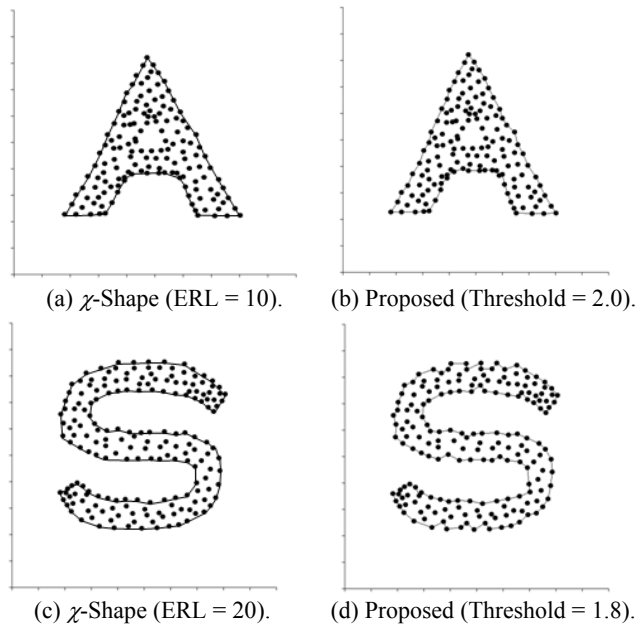 (a) χ-Shape (ERL = 10).
(b) Proposed (Threshold = 2.0).
(c) χ-Shape (ERL = 20).
(d) Proposed (Threshold = 1.8).